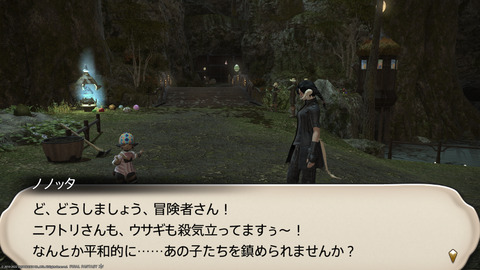 ノノッタ
ど、どうしましょう、冒険者さん！
ニワトリさんも、ウサギも殺気立ってますぅ～！
なんとか平和的に……あの子たちを鎮められませんか？